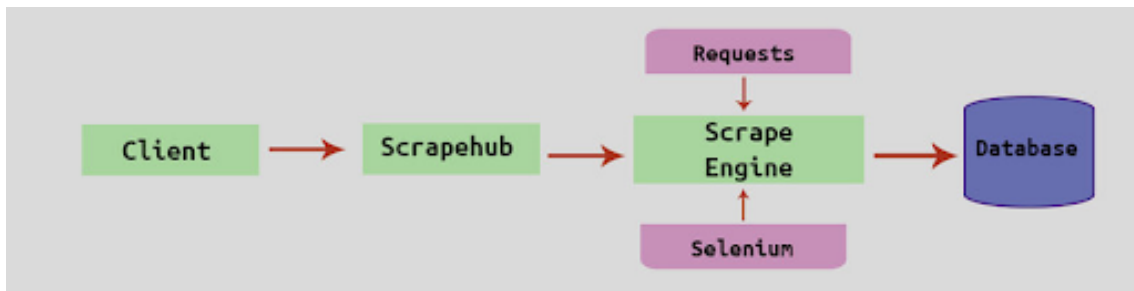 Requests
Client
Scrapehub
Scrape
Engine
Database
Selenium